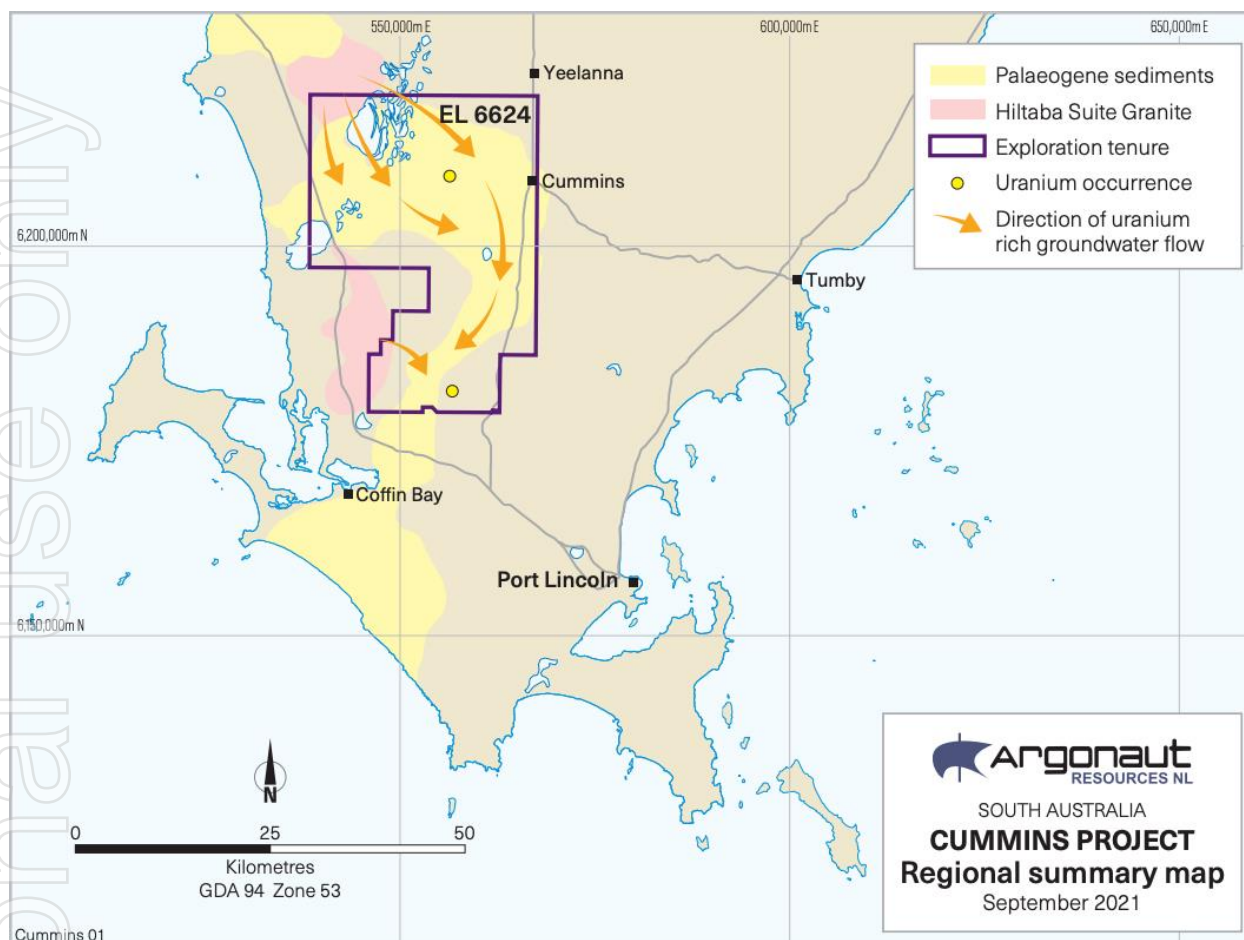 550,000m E
600,000m E
650,000m E
Yeelanna
EL 6624
Cummins
6,200,000m N
Tumby
Coffin Bay
Port Lincoln
6,150,000m N
Palaeogene sediments
Hiltaba Suite Granite
Exploration tenure
Uranium occurrence
Direction of uranium
rich groundwater flow
N
0 25 50
Kilometres
GDA 94 Zone 53
Argonaut
RESOURCES NL
SOUTH AUSTRALIA
CUMMINS PROJECT
Regional summary map
September 2021
Cummins 01
onal use only